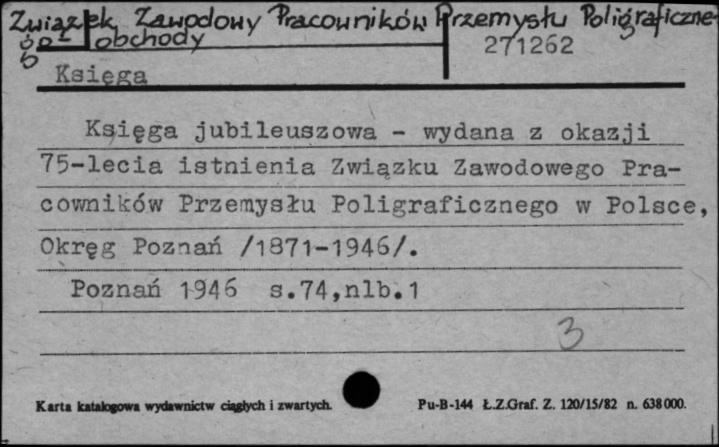 Związek Zawodowy Pracowników Przemysłu Poligraficzne-
go - obchody
271262
Księga
Księga jubileuszowa - wydana z okazji
75-lecia istnienia Związku Zawodowego Pra-
cowników Przemysłu Poligraficznego w Polsce,
Okręg Poznań /1871-1946/.
Poznań 1946 s.74,nlb.1
3
Karta katalogowa wydawnictw ciągłych i zwartych.
Pu-B-144 Ł.Z.Graf. Z. 120/15/82 n. 638000.